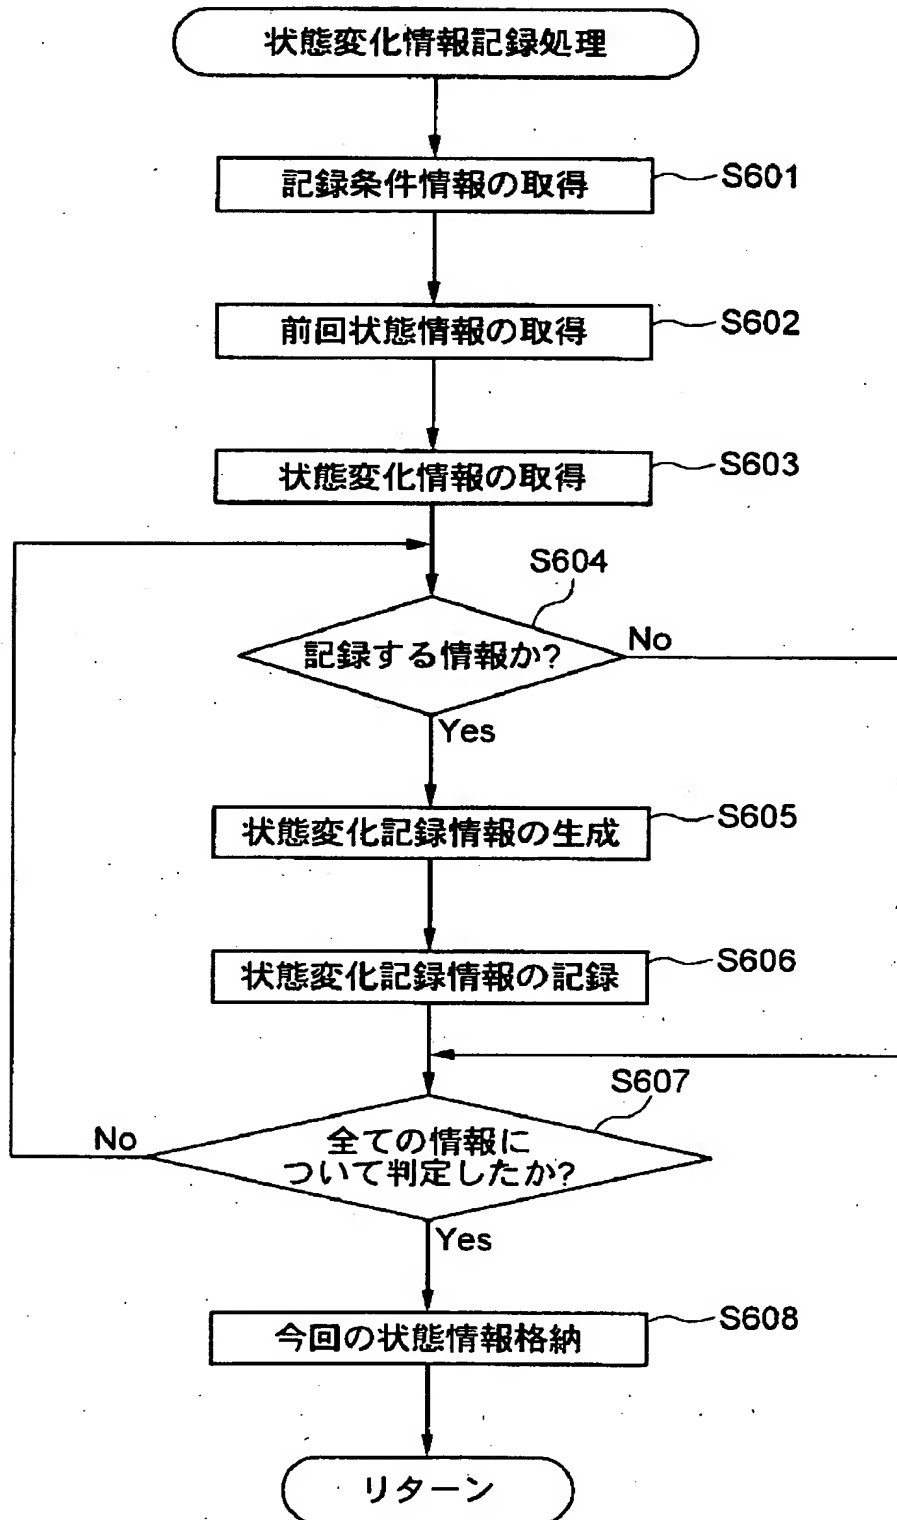 状態変化情報記録処理
記録条件情報の取得
S601
前回状態情報の取得
S602
状態変化情報の取得
S603
S604
記録する情報か?
No
Yes
状態変化記録情報の生成
S605
状態変化記録情報の記録
S606
S607
No
全ての情報に
ついて判定したか?
Yes
今回の状態情報格納
S608
リターン